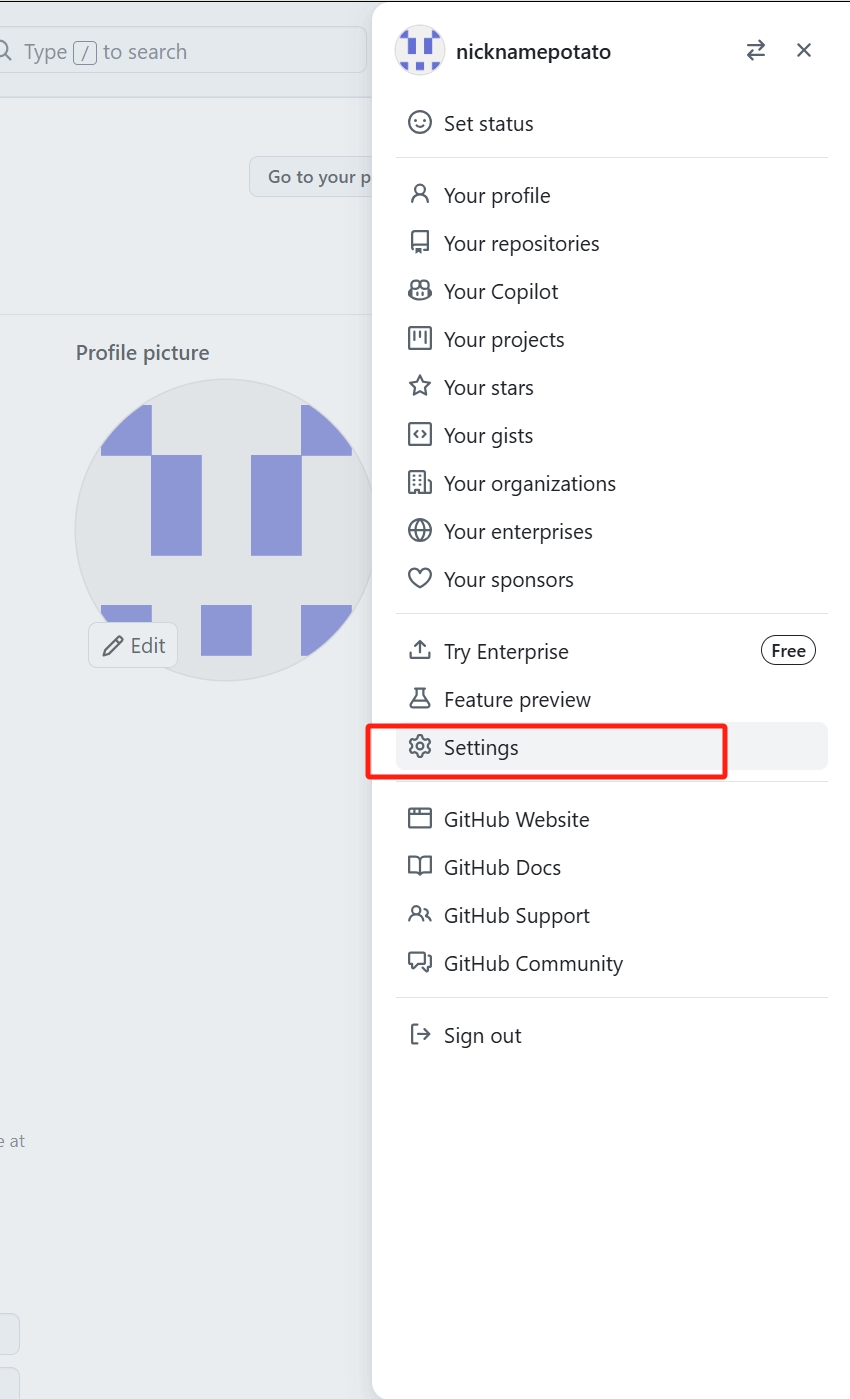 Type / to search
nicknamepotato
Set status
Go to your p
Your profile
Your repositories
Your Copilot
Your projects
Profile picture
Your stars
Your gists
Your organizations
Your enterprises
Your sponsors
Edit
Try Enterprise
Free
Feature preview
Settings
GitHub Website
GitHub Docs
GitHub Support
GitHub Community
Sign out
e at